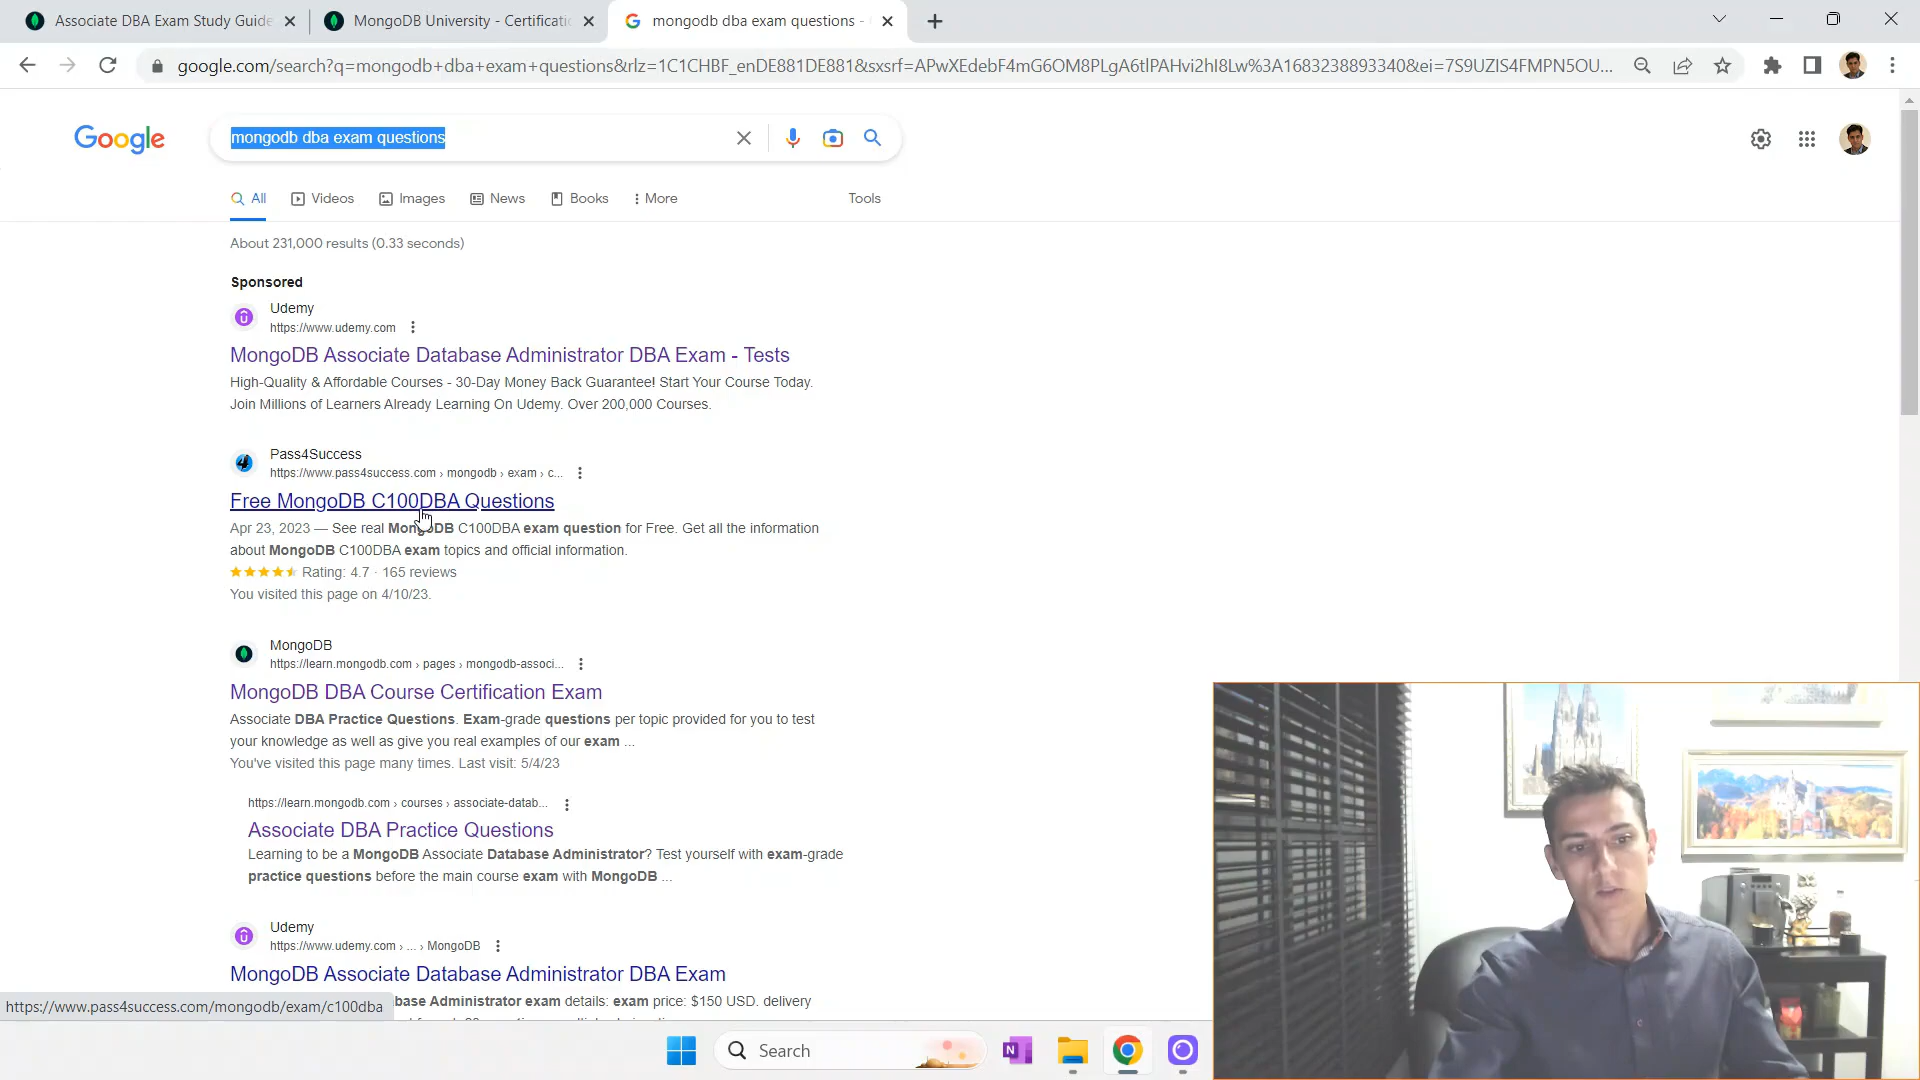 Associate DBA Exam Study Guide
MongoDB University - Certificatio
mongodb dba exam questions -
google.com/search?q=mongodb+dba+exam+questions&rlz=1C1CHBF_enDE881DE881&sxsrf=APwXEdebF4mG6OM8PLgA6tlPAHvi2hI8Lw%3A1683238893340&ei=7S9UZIS4FMPN5OU...
Google
mongodb dba exam questions
All
Videos
Images
News
Books
More
Tools
About 231,000 results (0.33 seconds)
Sponsored
Udemy
https://www.udemy.com
MongoDB Associate Database Administrator DBA Exam - Tests
High-Quality & Affordable Courses - 30-Day Money Back Guarantee! Start Your Course Today.
Join Millions of Learners Already Learning On Udemy. Over 200,000 Courses.
Pass4Success
https://www.pass4success.com › mongodb › exam › c...
Free MongoDB C100DBA Questions
Apr 23, 2023 — See real MongoDB C100DBA exam question for Free. Get all the information
about MongoDB C100DBA exam topics and official information.
Rating: 4.7 · 165 reviews
You visited this page on 4/10/23.
MongoDB
https://learn.mongodb.com › pages › mongodb-associ...
MongoDB DBA Course Certification Exam
Associate DBA Practice Questions. Exam-grade questions per topic provided for you to test
your knowledge as well as give you real examples of our exam ...
You've visited this page many times. Last visit: 5/4/23
https://learn.mongodb.com › courses › associate-datab...
Associate DBA Practice Questions
Learning to be a MongoDB Associate Database Administrator? Test yourself with exam-grade
practice questions before the main course exam with MongoDB ...
Udemy
https://www.udemy.com › ... › MongoDB
MongoDB Associate Database Administrator DBA Exam
base Administrator exam details: exam price: $150 USD. delivery
https://www.pass4success.com/mongodb/exam/c100dba
Search